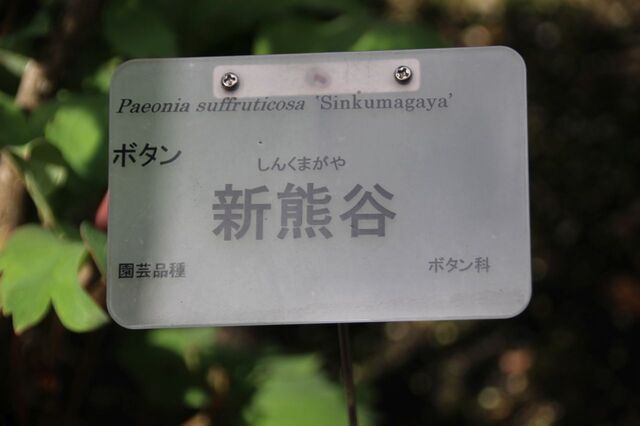 Paeonia suffruticosa 'Sinkumagaya'
ボタン
しんくまがや
新熊谷
園芸品種
ボタン科